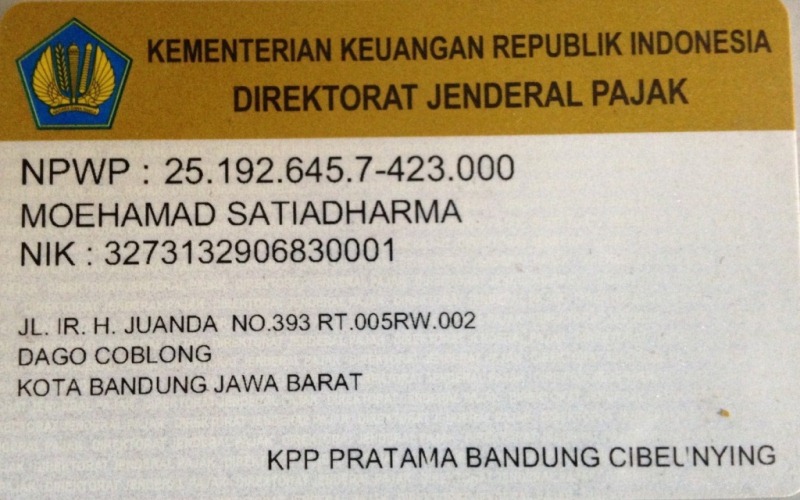 KEMENTERIAN KEUANGAN REPUBLIK INDONESIA
DIREKTORAT JENDERAL PAJAK
NPWP : 25.192.645.7-423.000
MOEHAMAD SATIADHARMA
NIK : 3273132906830001
JL. IR. H. JUANDA NO.393 RT.005RW.002
DAGO COBLONG
KOTA BANDUNG JAWA BARAT
KPP PRATAMA BANDUNG CIBEUNYING